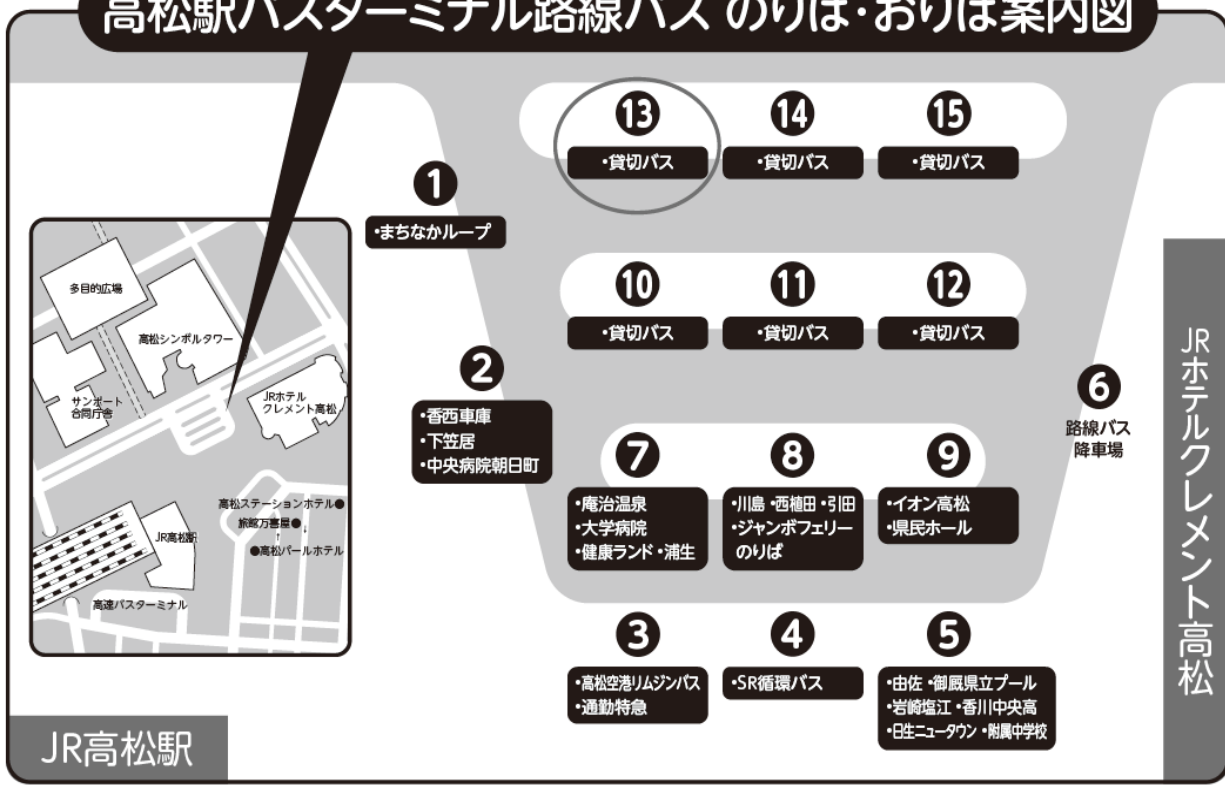 高松駅バスターミナル路線バス のりば・おりば案内図
13
・貸切バス
14
・貸切バス
15
・貸切バス
1
・まちなかループ
10
・貸切バス
11
・貸切バス
12
・貸切バス
2
・香西車庫
・下笠居
・中央病院朝日町
6
路線バス
降車場
7
・庵治温泉
・大学病院
・健康ランド ・浦生
8
・川島 ・西植田 ・引田
・ジャンボフェリー
のりば
9
・イオン高松
・県民ホール
3
・高松空港リムジンバス
・通勤特急
4
・SR循環バス
5
・由佐 ・御厩県立プール
・岩崎塩江 ・香川中央高
・日生ニュータウン ・附属中学校
JR高松駅
JRホテルクレメント高松
多目的広場
高松シンボルタワー
サンポート
合同庁舎
JRホテル
クレメント高松
高松ステーションホテル●
旅館万喜屋●↓
↑
●高松パールホテル
JR高松駅
高速バスターミナル